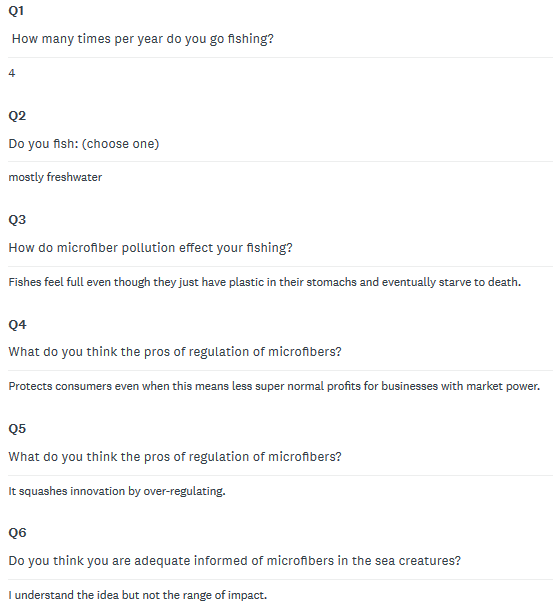 Q1
How many times per year do you go fishing?
4
Q2
Do you fish: (choose one)
mostly freshwater
Q3
How do microfiber pollution effect your fishing?
Fishes feel full even though they just have plastic in their stomachs and eventually starve to death.
Q4
What do you think the pros of regulation of microfibers?
Protects consumers even when this means less super normal profits for businesses with market power.
Q5
What do you think the pros of regulation of microfibers?
It squashes innovation by over-regulating.
Q6
Do you think you are adequate informed of microfibers in the sea creatures?
I understand the idea but not the range of impact.